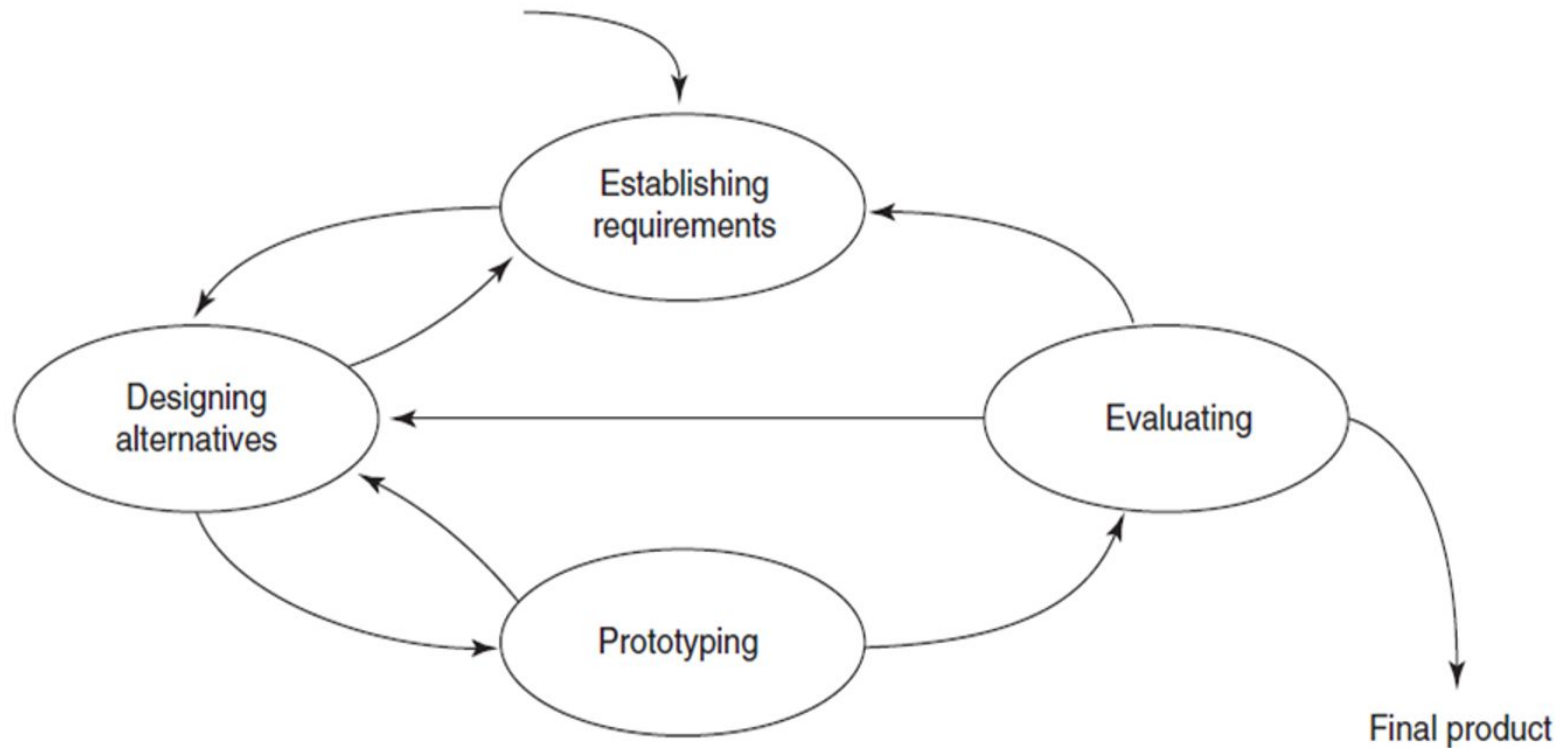 Establishing
requirements
Designing
alternatives
Evaluating
Prototyping
Final product